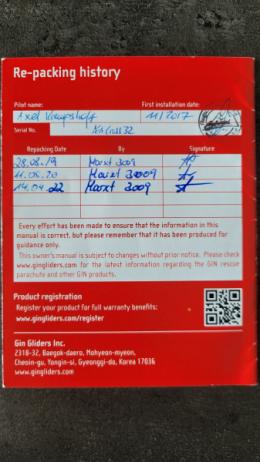 Re-packing history
Pilot name: First installation date:
Axel 11/2017
Serial No. Cross 32
Repacking Date By Signature
28.08.19 Markt 3009
11.06.20 Markt
14.04.22 Markt 3009
Every effort has been made to ensure that the information in
this manual is correct, but please remember that it has been produced for
guidance only.
This owner's manual is subject to changes without prior notice. Please check
www.gingliders.com for the latest information regarding the GIN rescue
parachute and other GIN products.
Product registration
Register your product for full warranty benefits:
www.gingliders.com/register
Gin Gliders Inc.
2318-32, Baegok-daero, Mohyeon-myeon,
Cheoin-gu, Yongin-si, Gyeonggi-do, Korea 17036
www.gingliders.com